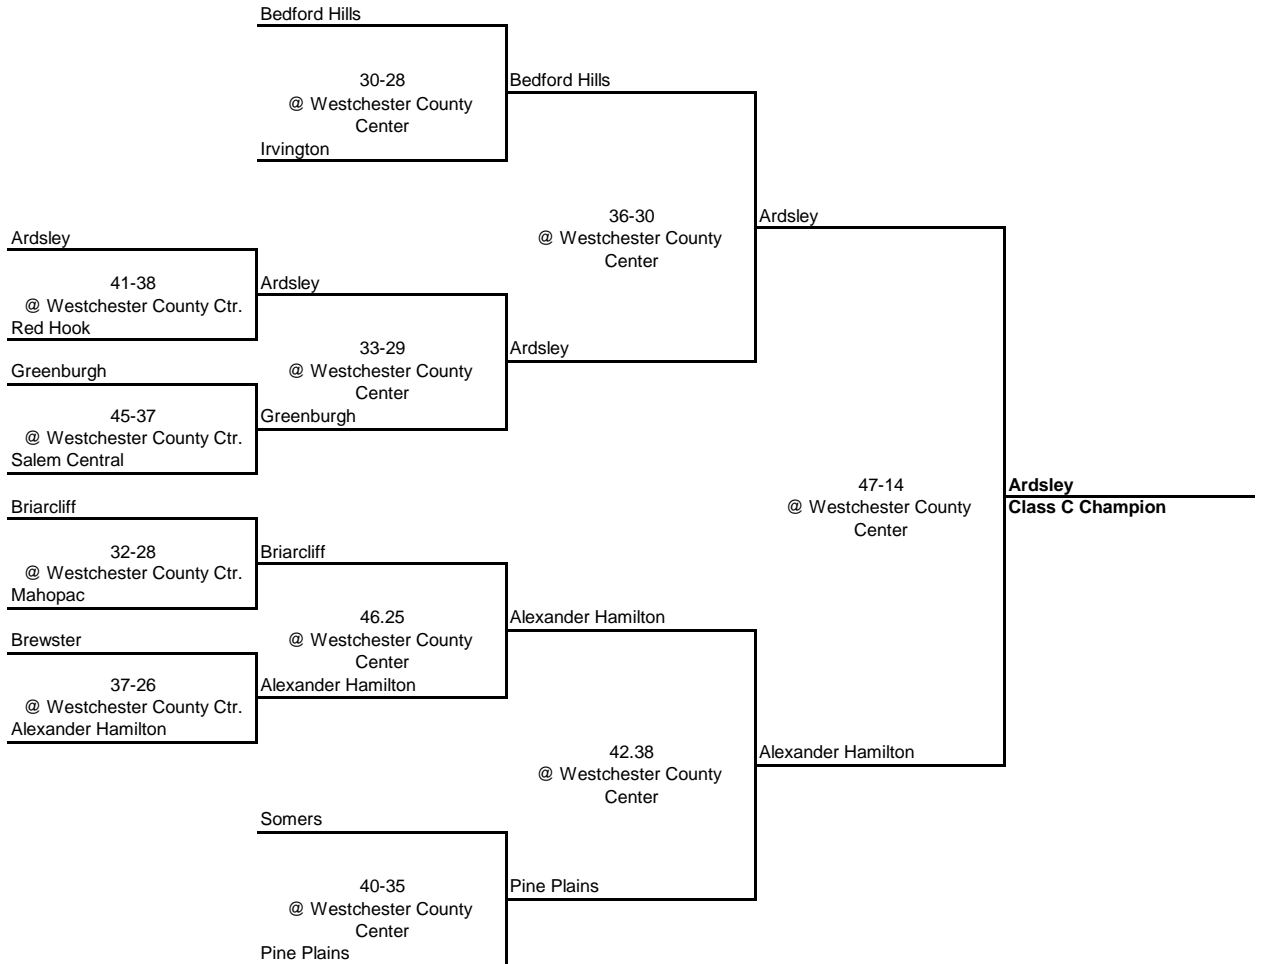 Bedford Hills
30-28
@ Westchester County
Center
Bedford Hills
Irvington
36-30
@ Westchester County
Center
Ardsley
Ardsley
41-38
@ Westchester County Ctr.
Red Hook
Ardsley
33-29
@ Westchester County
Center
Ardsley
Greenburgh
45-37
@ Westchester County Ctr.
Salem Central
Greenburgh
47-14
@ Westchester County
Center
Ardsley
Class C Champion
Briarcliff
32-28
@ Westchester County Ctr.
Mahopac
Briarcliff
46.25
@ Westchester County
Center
Alexander Hamilton
Alexander Hamilton
Brewster
37-26
@ Westchester County Ctr.
Alexander Hamilton
42.38
@ Westchester County
Center
Alexander Hamilton
Somers
40-35
@ Westchester County
Center
Pine Plains
Pine Plains